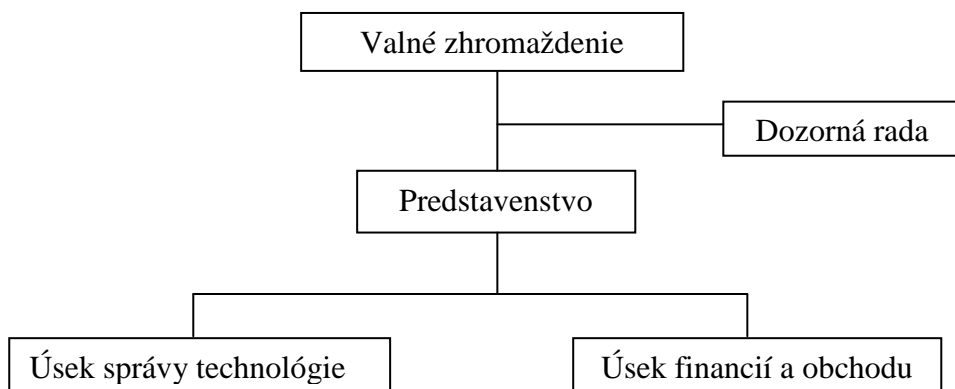 Valné zhromaždenie
Dozorná rada
Predstavenstvo
Úsek správy technológie
Úsek financií a obchodu